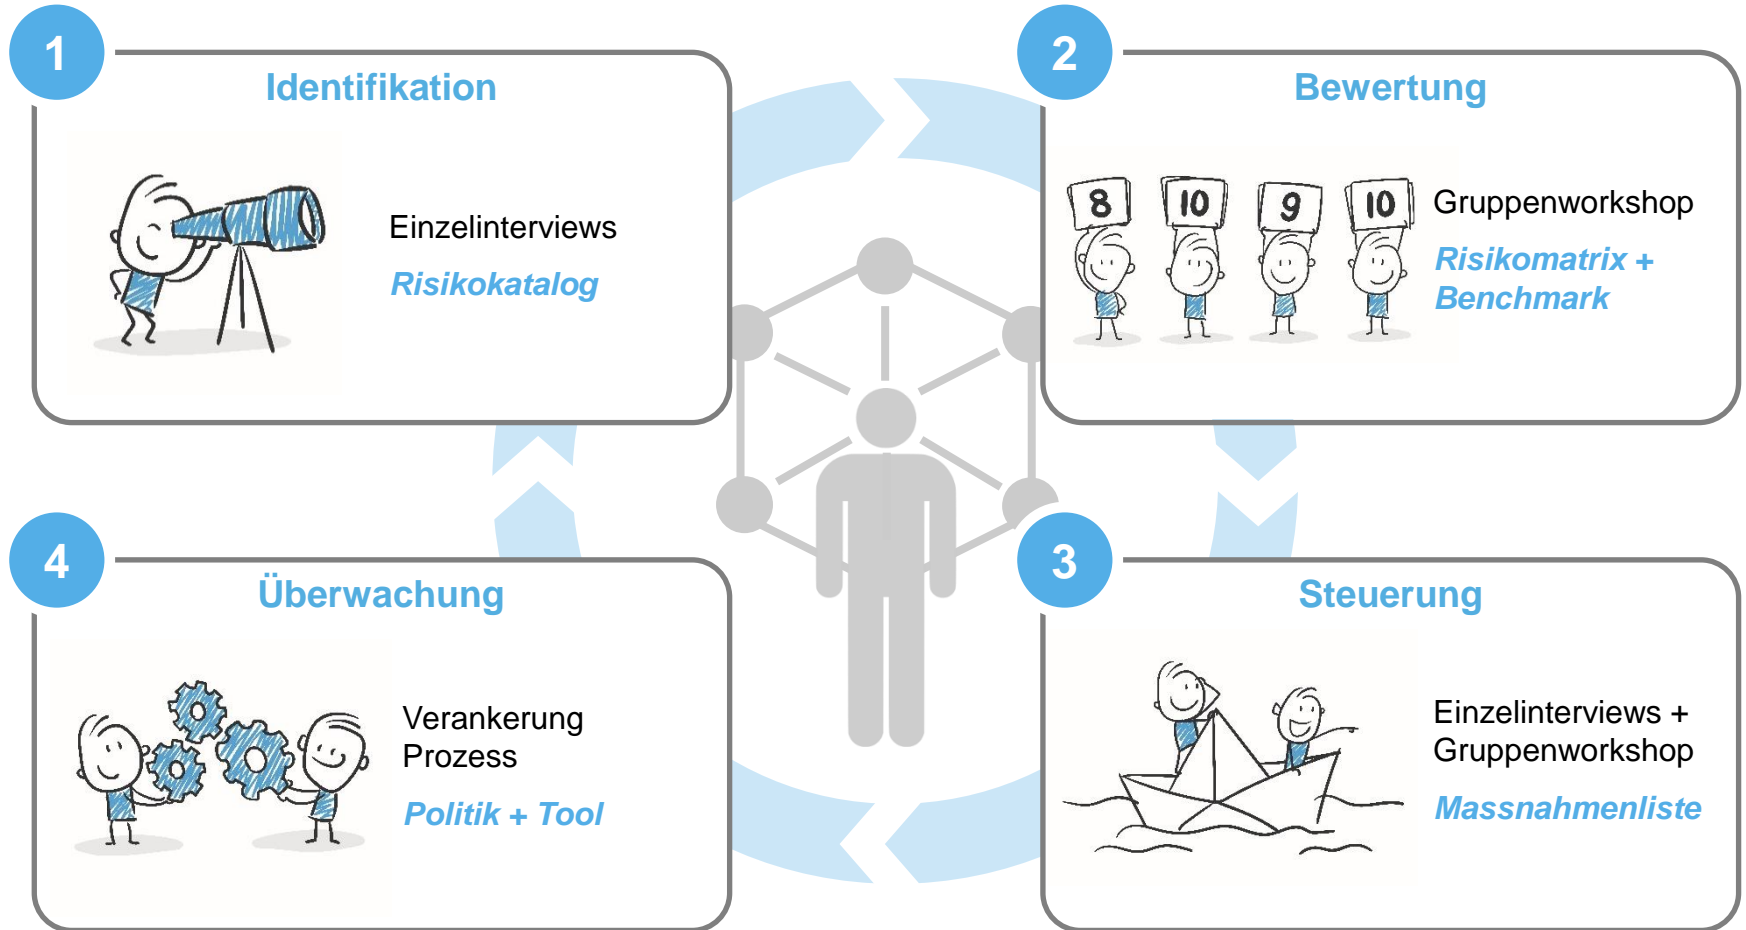 1
Identifikation
Einzelinterviews
Risikokatalog
2
Bewertung
8 10 9 10
Gruppenworkshop
Risikomatrix +
Benchmark
3
Steuerung
Einzelinterviews +
Gruppenworkshop
Massnahmenliste
4
Überwachung
Verankerung
Prozess
Politik + Tool